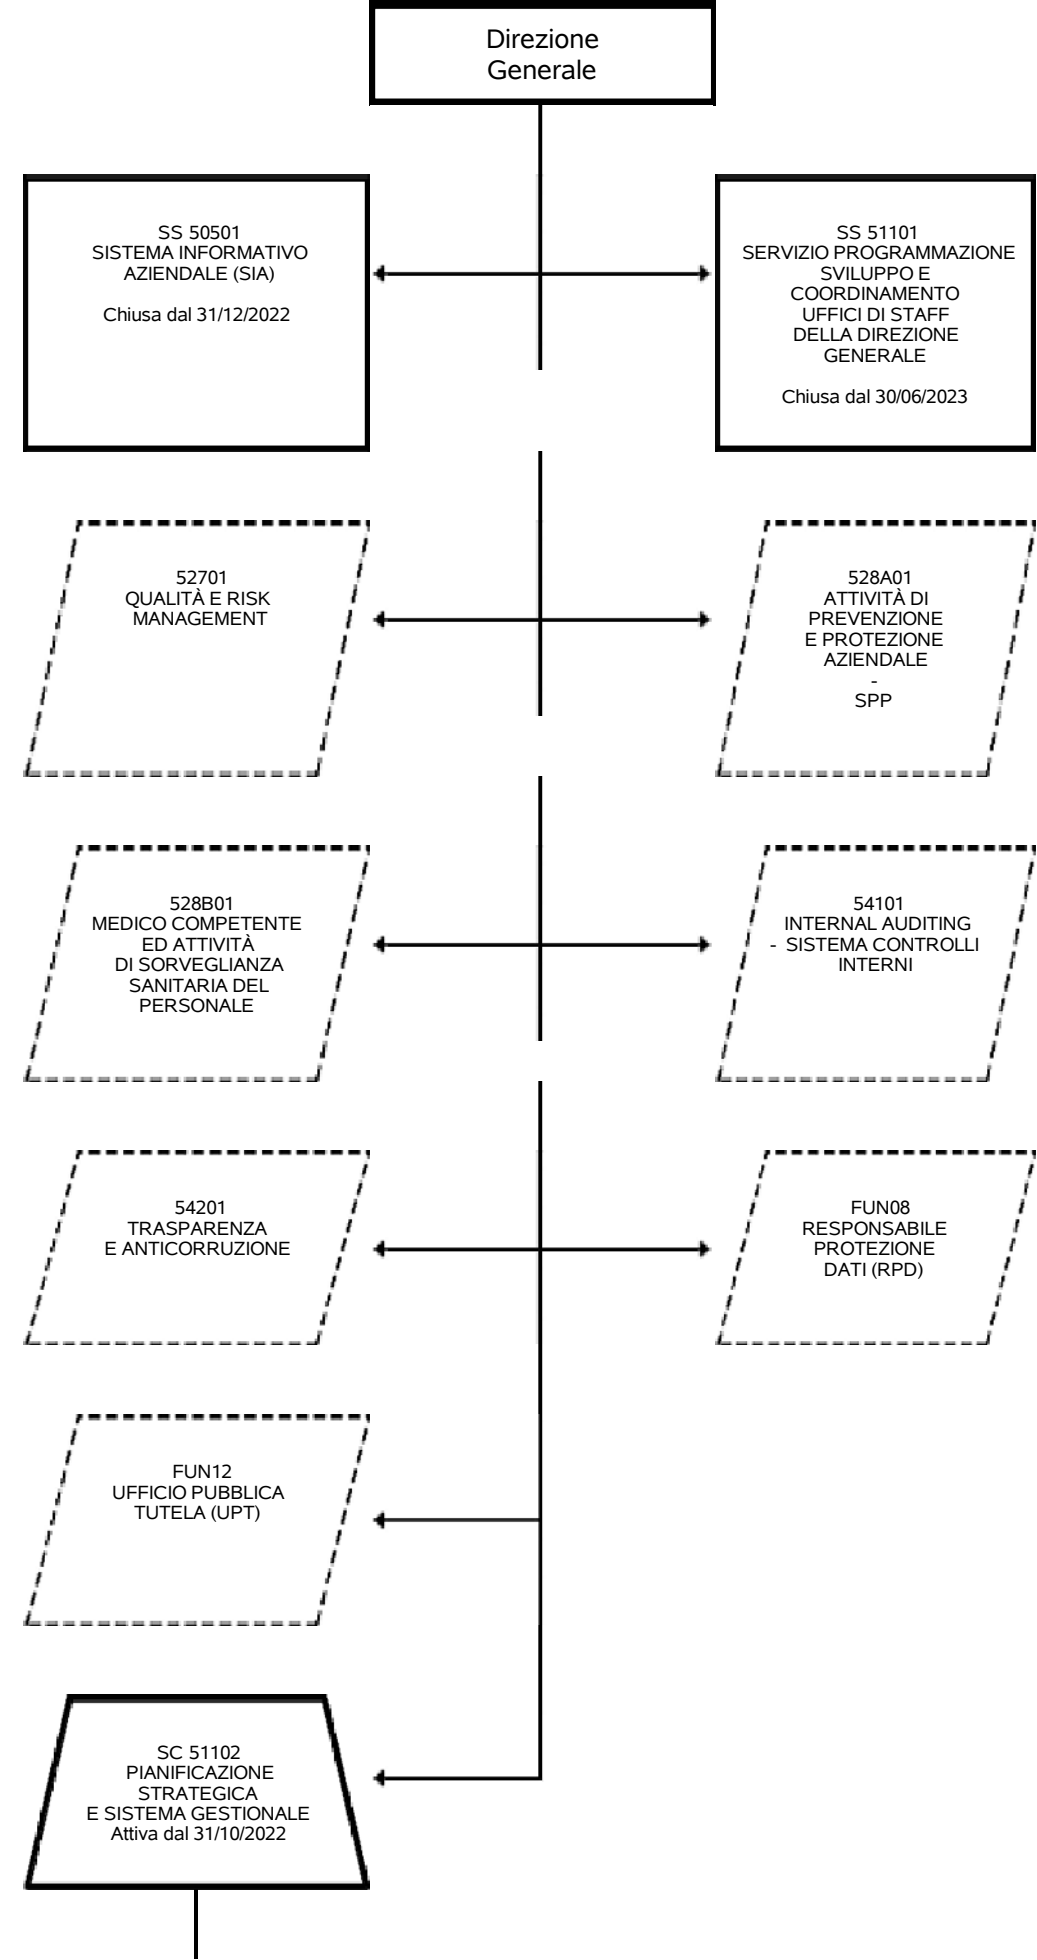 Direzione
Generale
SS 50501
SISTEMA INFORMATIVO
AZIENDALE (SIA)
Chiusa dal 31/12/2022
SS 51101
SERVIZIO PROGRAMMAZIONE
SVILUPPO E
COORDINAMENTO
UFFICI DI STAFF
DELLA DIREZIONE
GENERALE
Chiusa dal 30/06/2023
52701
QUALITÀ E RISK
MANAGEMENT
528A01
ATTIVITÀ DI
PREVENZIONE
E PROTEZIONE
AZIENDALE
-
SPP
528B01
MEDICO COMPETENTE
ED ATTIVITÀ
DI SORVEGLIANZA
SANITARIA DEL
PERSONALE
54101
INTERNAL AUDITING
- SISTEMA CONTROLLI
INTERNI
54201
TRASPARENZA
E ANTICORRUZIONE
FUN08
RESPONSABILE
PROTEZIONE
DATI (RPD)
FUN12
UFFICIO PUBBLICA
TUTELA (UPT)
SC 51102
PIANIFICAZIONE
STRATEGICA
E SISTEMA GESTIONALE
Attiva dal 31/10/2022